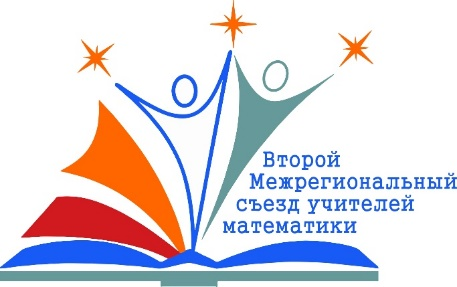 Второй
Межрегиональный
съезд учителей
математики